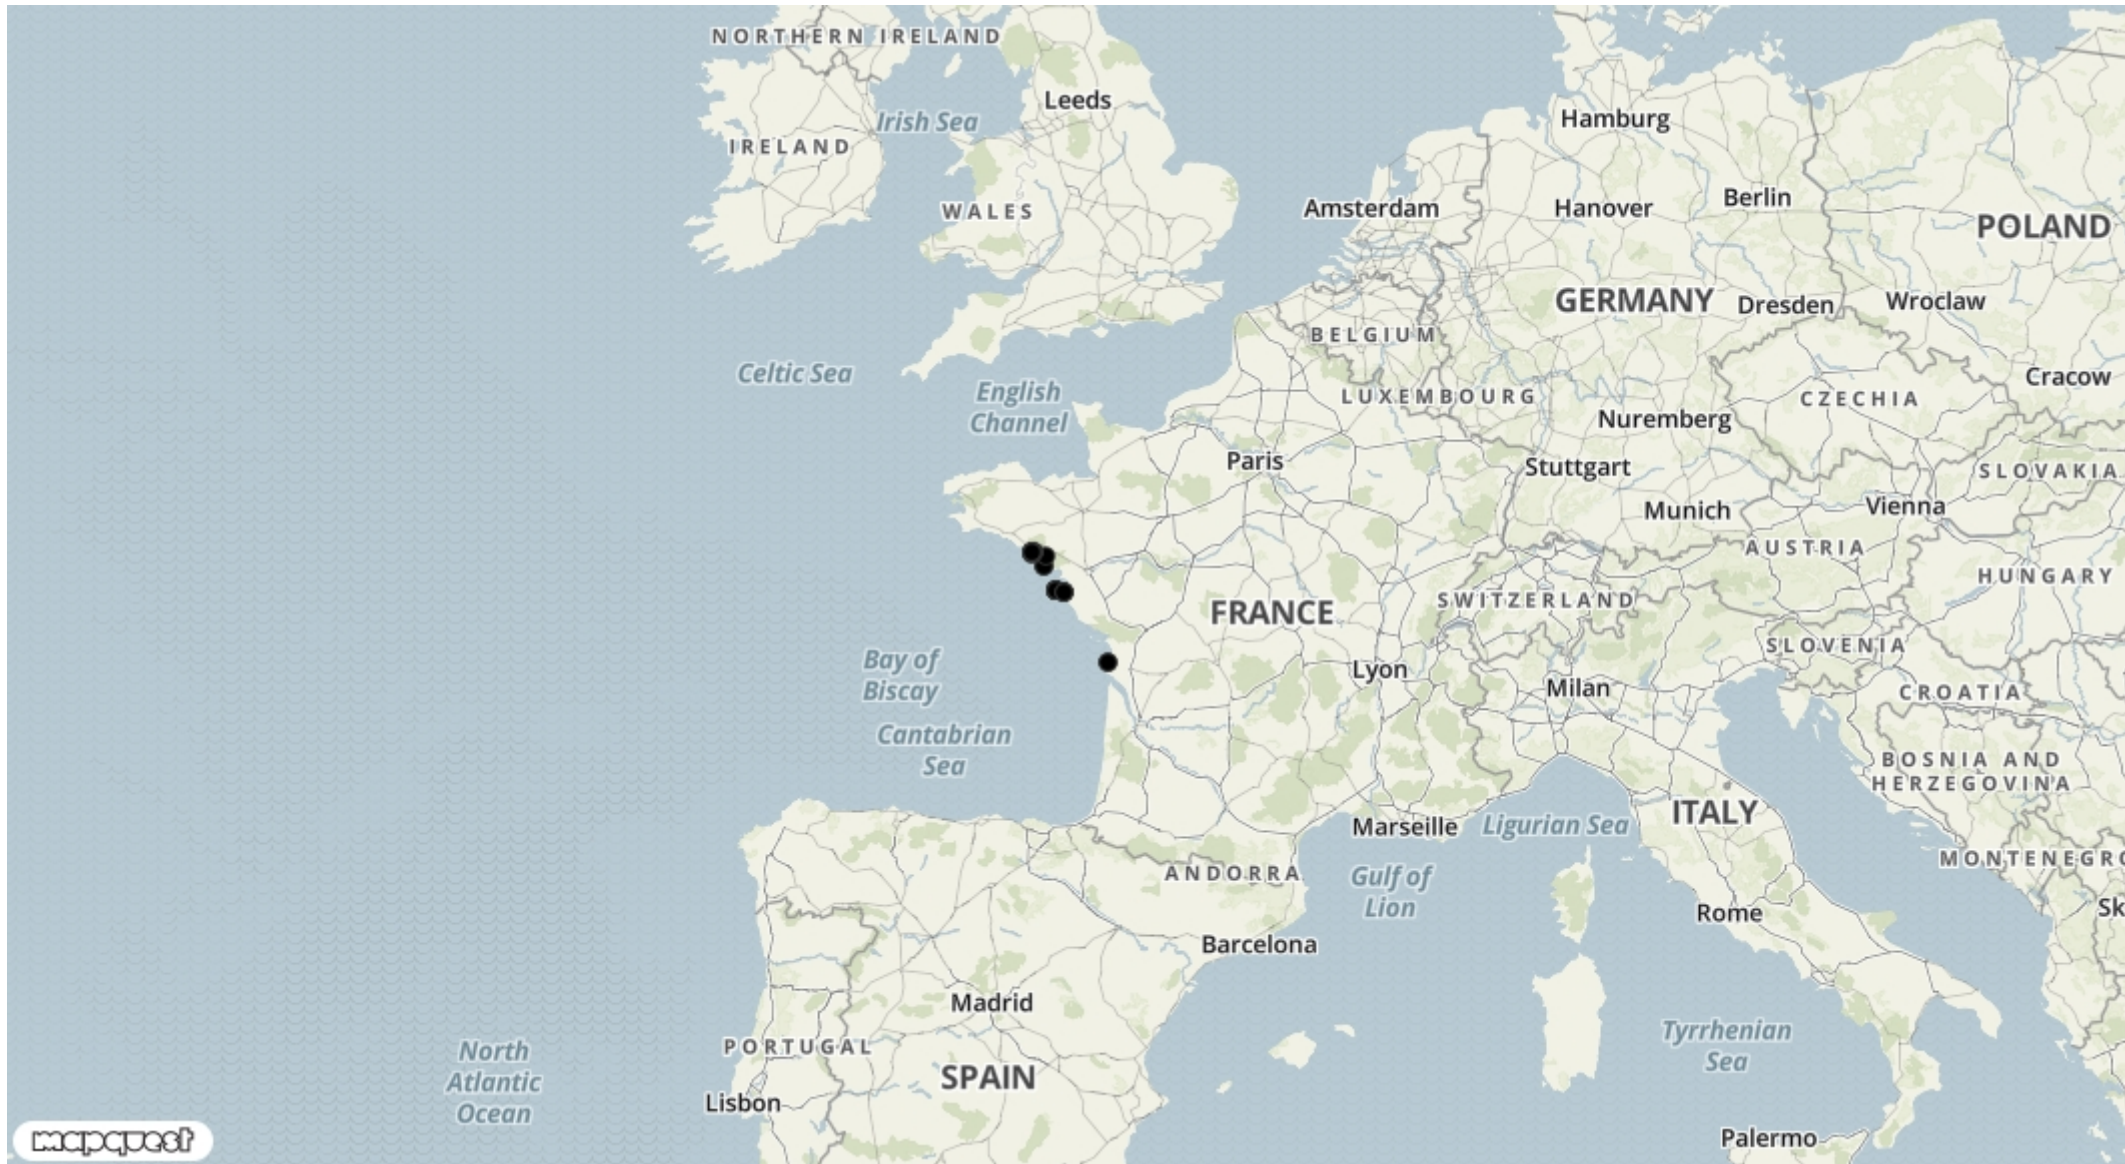 NORTHERN IRELAND
Leeds
Irish Sea
Hamburg
IRELAND
Amsterdam
Hanover
Berlin
WALES
POLAND
GERMANY
Dresden
Wroclaw
BELGIUM
Celtic Sea
English
Channel
LUXEMBOURG
Cracow
CZECHIA
Nuremberg
Paris
Stuttgart
SLOVAKIA
Munich
Vienna
AUSTRIA
HUNGARY
SWITZERLAND
FRANCE
SLOVENIA
Bay of
Biscay
Lyon
Milan
CROATIA
Cantabrian
Sea
BOSNIA AND
HERZEGOVINA
ITALY
Marseille
Ligurian Sea
MONTENEGRO
ANDORRA
Gulf of
Lion
Rome
Sk
Barcelona
Madrid
Tyrrhenian
Sea
PORTUGAL
North
Atlantic
Ocean
SPAIN
Lisbon
mapquest
Palermo